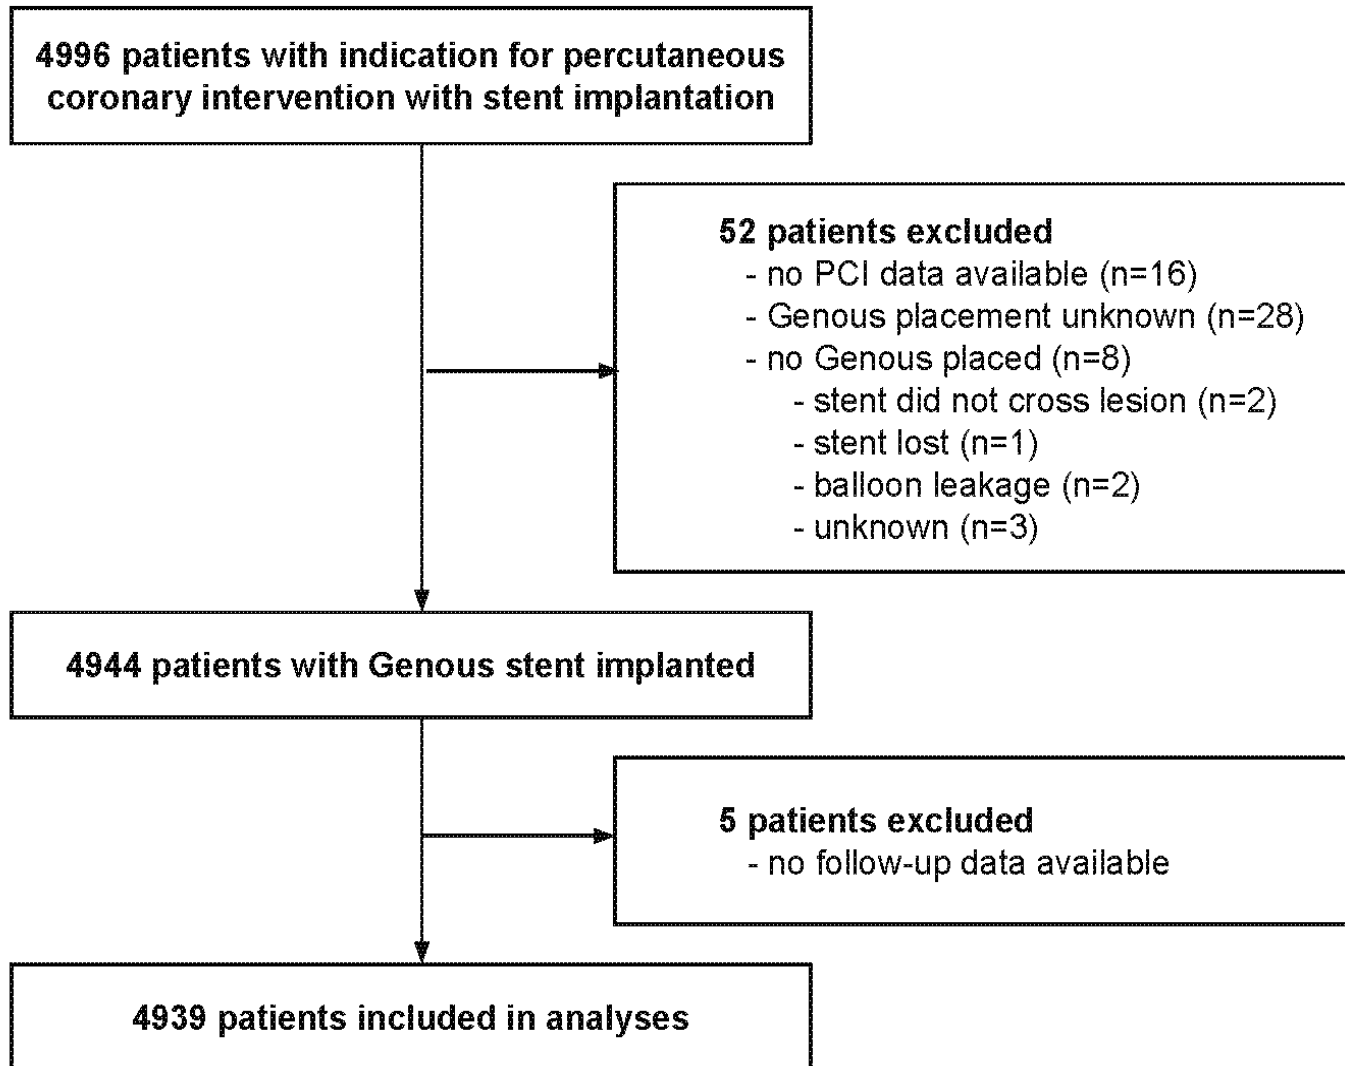 4996 patients with indication for percutaneous
coronary intervention with stent implantation
52 patients excluded
- no PCI data available (n=16)
- Genous placement unknown (n=28)
- no Genous placed (n=8)
- stent did not cross lesion (n=2)
- stent lost (n=1)
- balloon leakage (n=2)
- unknown (n=3)
4944 patients with Genous stent implanted
5 patients excluded
- no follow-up data available
4939 patients included in analyses